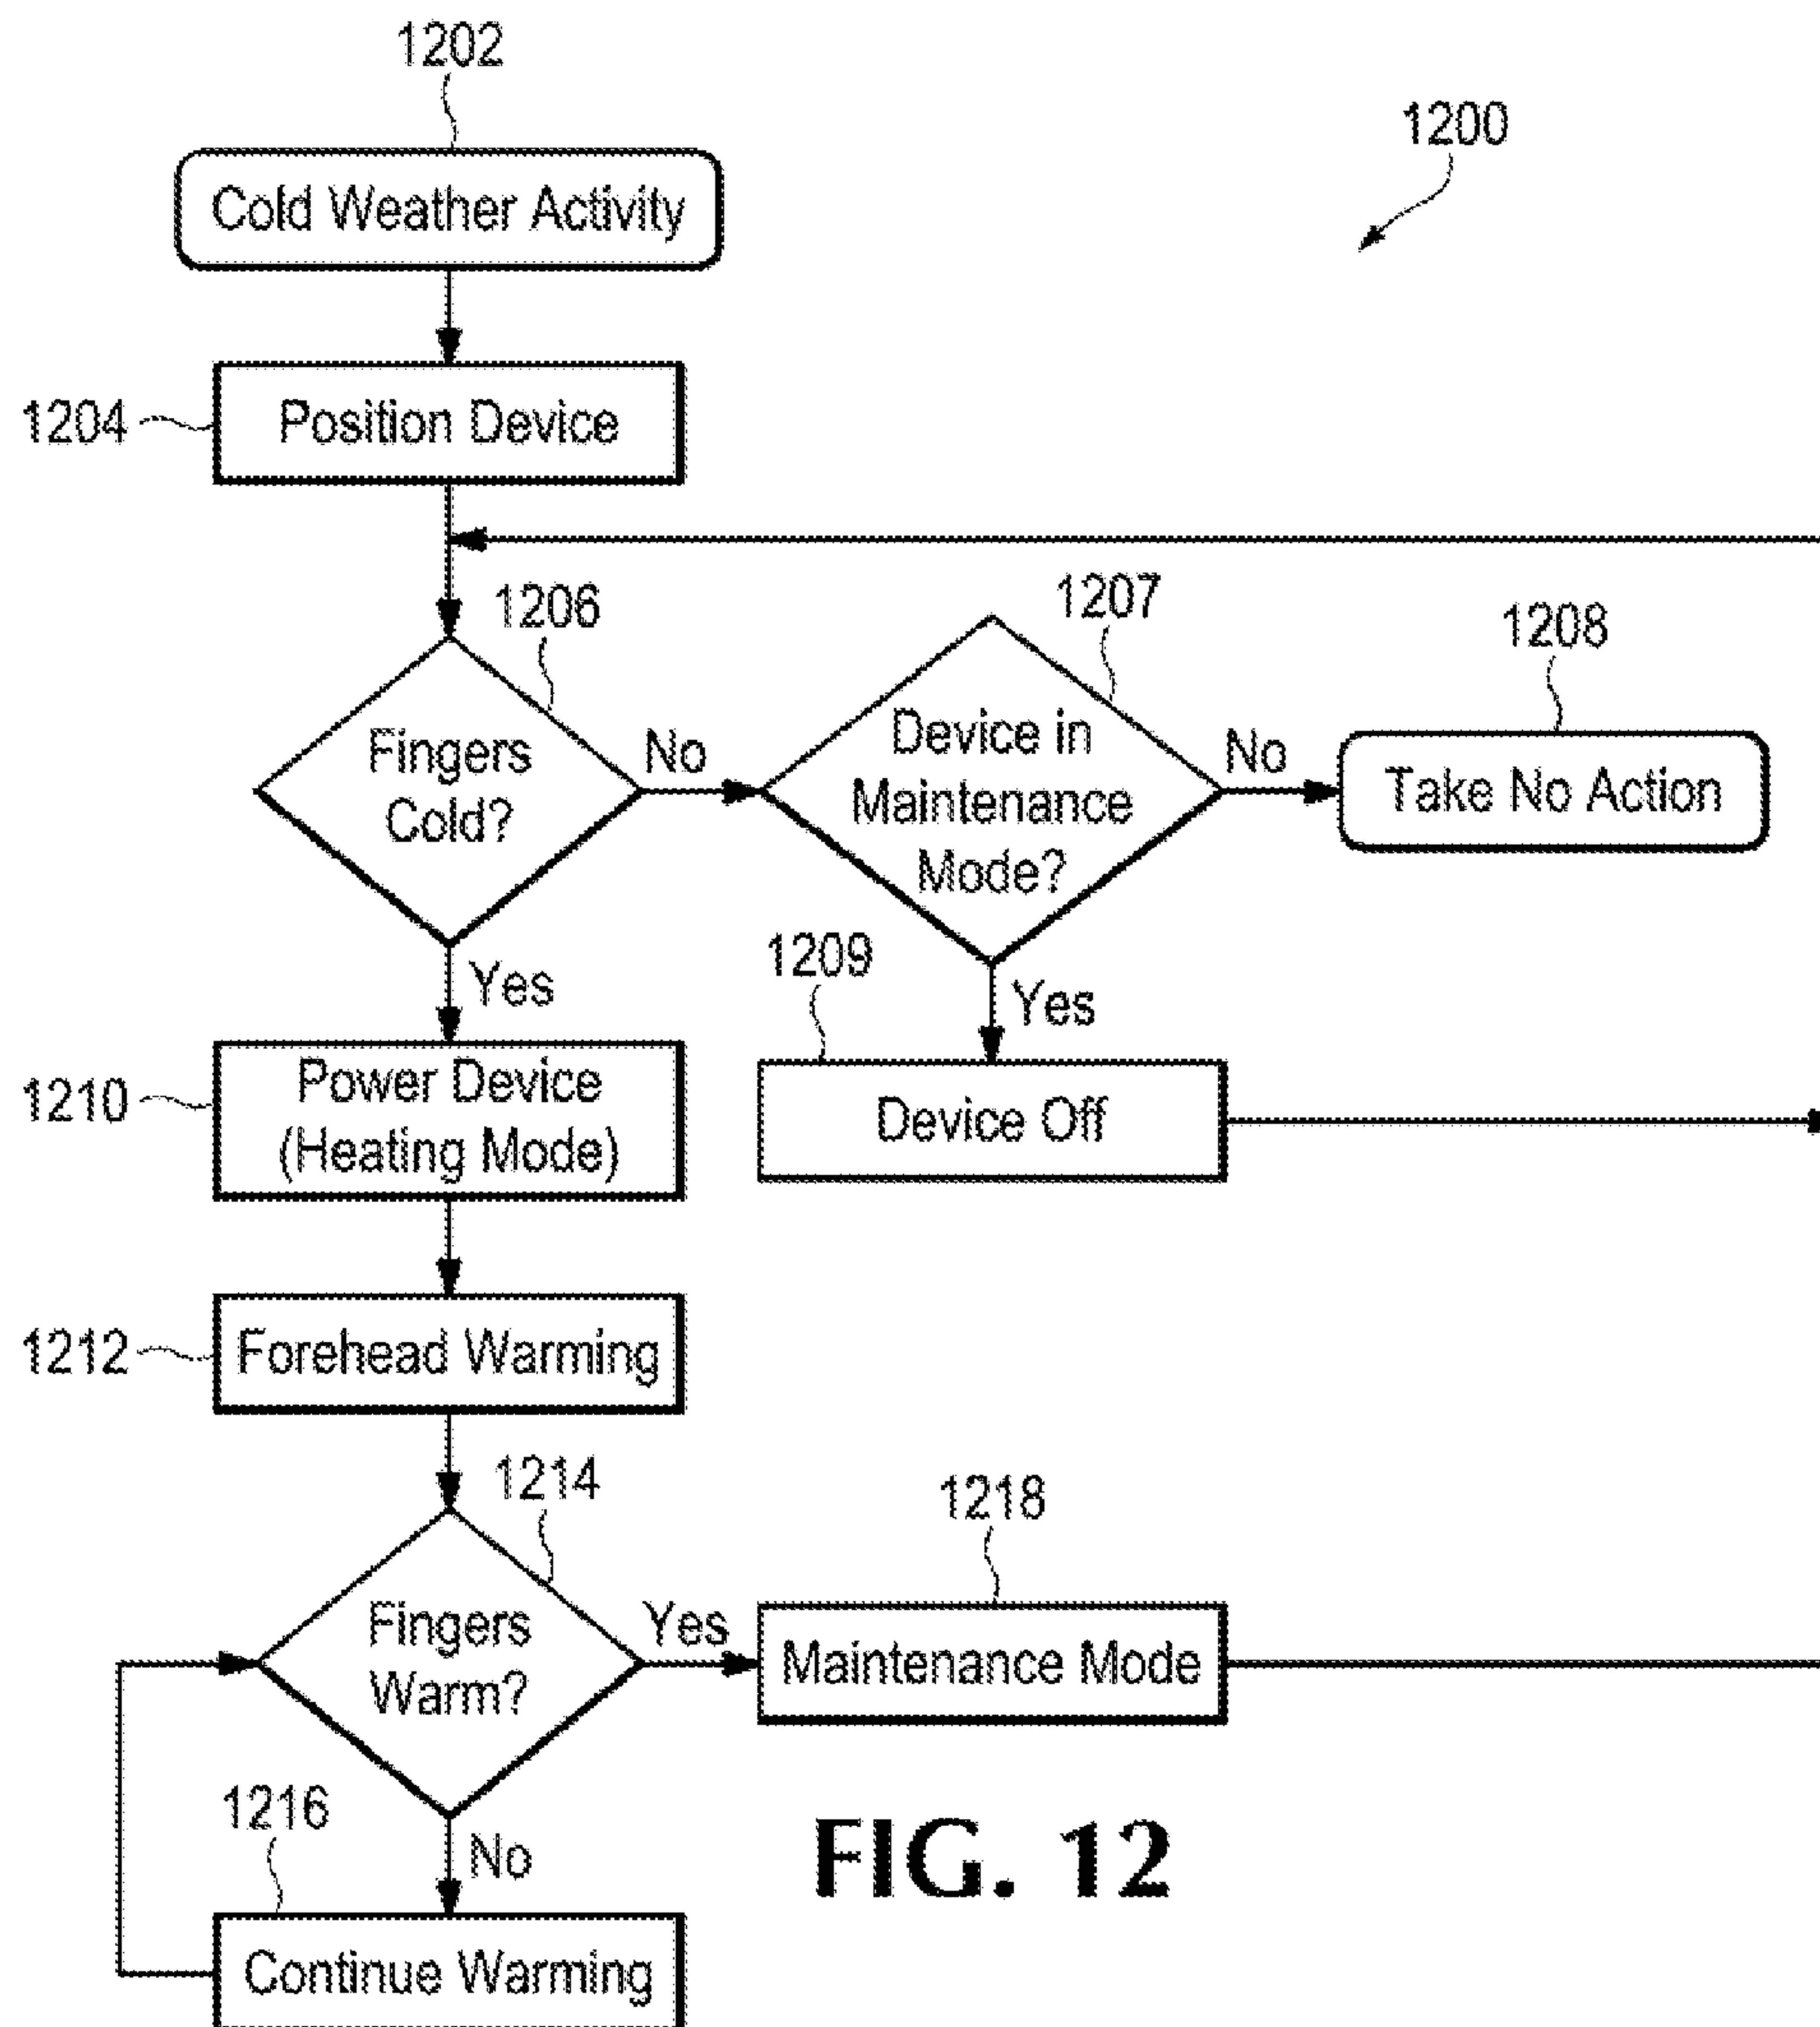 1202
1200
Cold Weather Activity
1204
Position Device
1206
1207
1208
Fingers
Cold?
No
Device in
Maintenance
Mode?
No
Take No Action
Yes
1209
Yes
1210
Power Device
(Heating Mode)
Device Off
1212
Forehead Warming
1214
1218
Fingers
Warm?
Yes
Maintenance Mode
1216
No
Continue Warming
FIG. 12